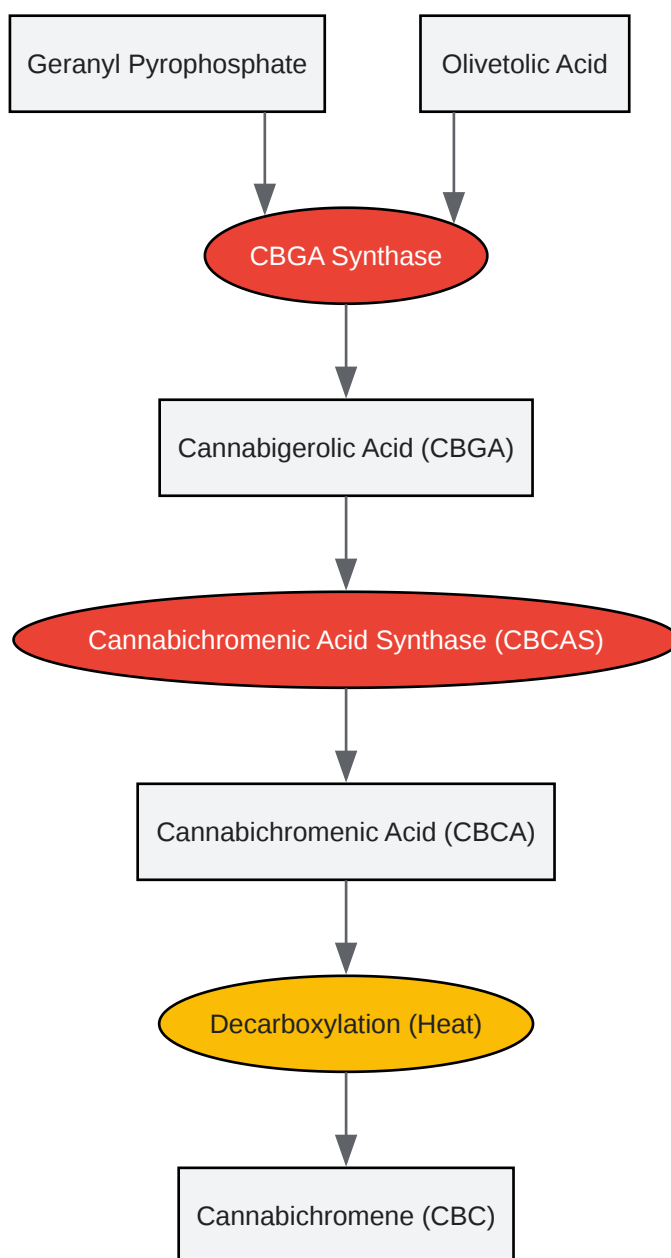 Geranyl Pyrophosphate
Olivetolic Acid
CBGA Synthase
Cannabigerolic Acid (CBGA)
Cannabichromenic Acid Synthase (CBCAS)
Cannabichromenic Acid (CBCA)
Decarboxylation (Heat)
Cannabichromene (CBC)